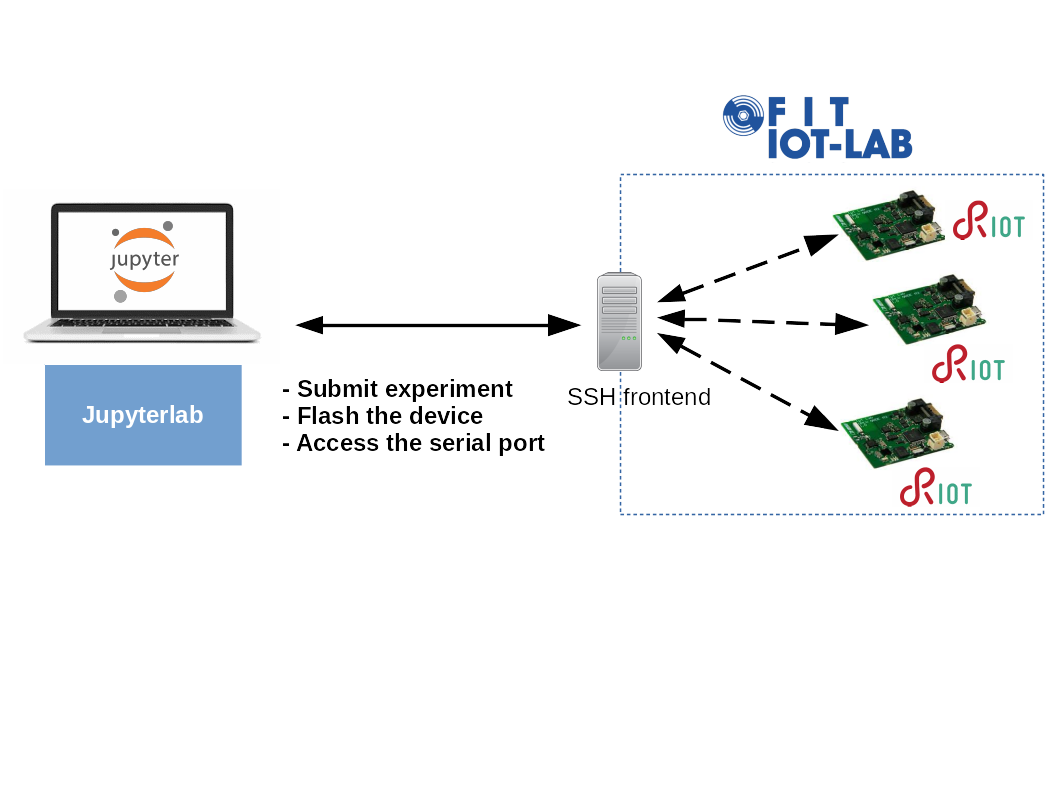 FIT
IOT-LAB
jupyter
RIOT
RIOT
Jupyterlab
- Submit experiment
- Flash the device
- Access the serial port
SSH frontend
RIOT